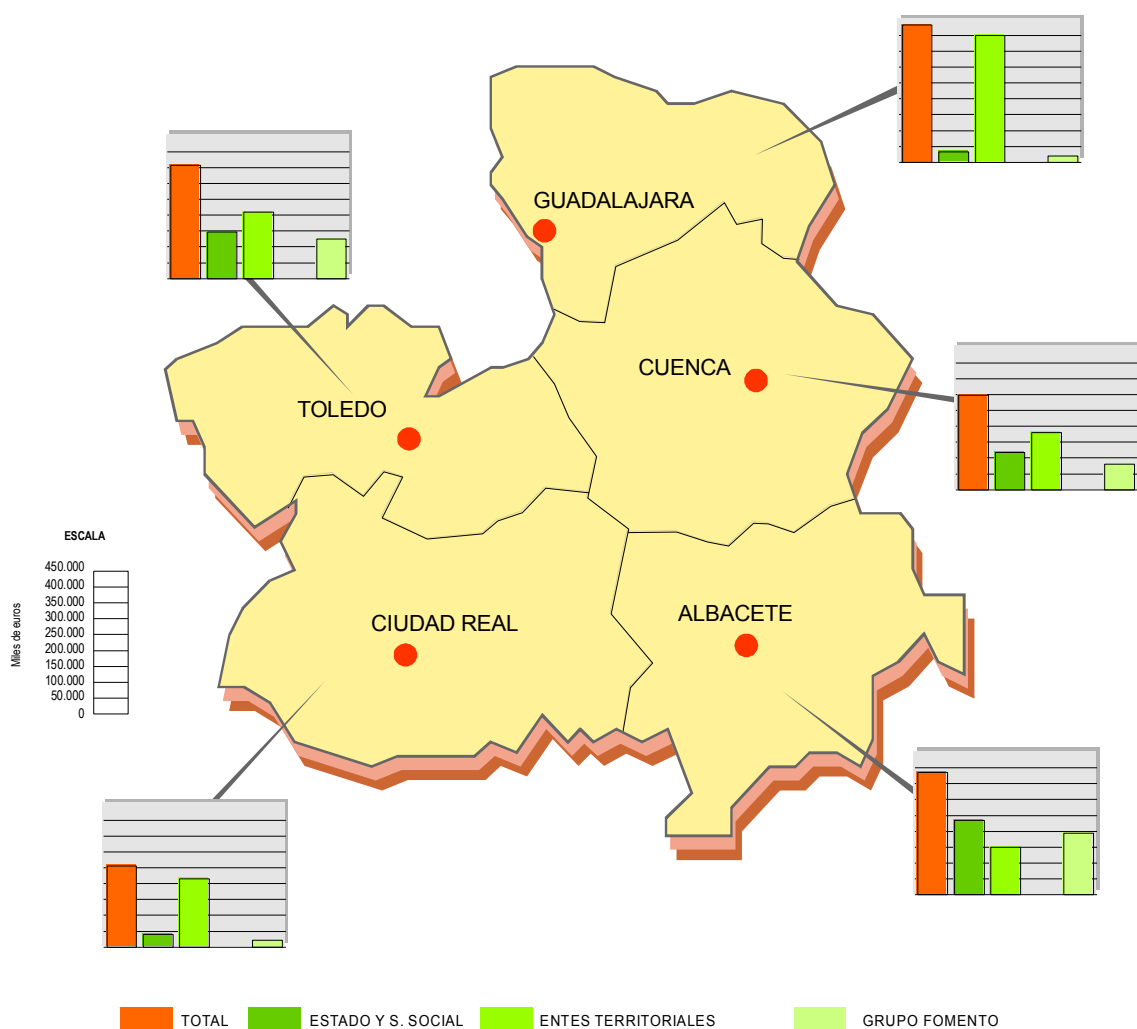 GUADALAJARA
CUENCA
TOLEDO
ESCALA
450.000
400.000
350.000
300.000
250.000
200.000
150.000
100.000
50.000
0
Miles de euros
CIUDAD REAL
ALBACETE
TOTAL
ESTADO Y S. SOCIAL
ENTES TERRITORIALES
GRUPO FOMENTO